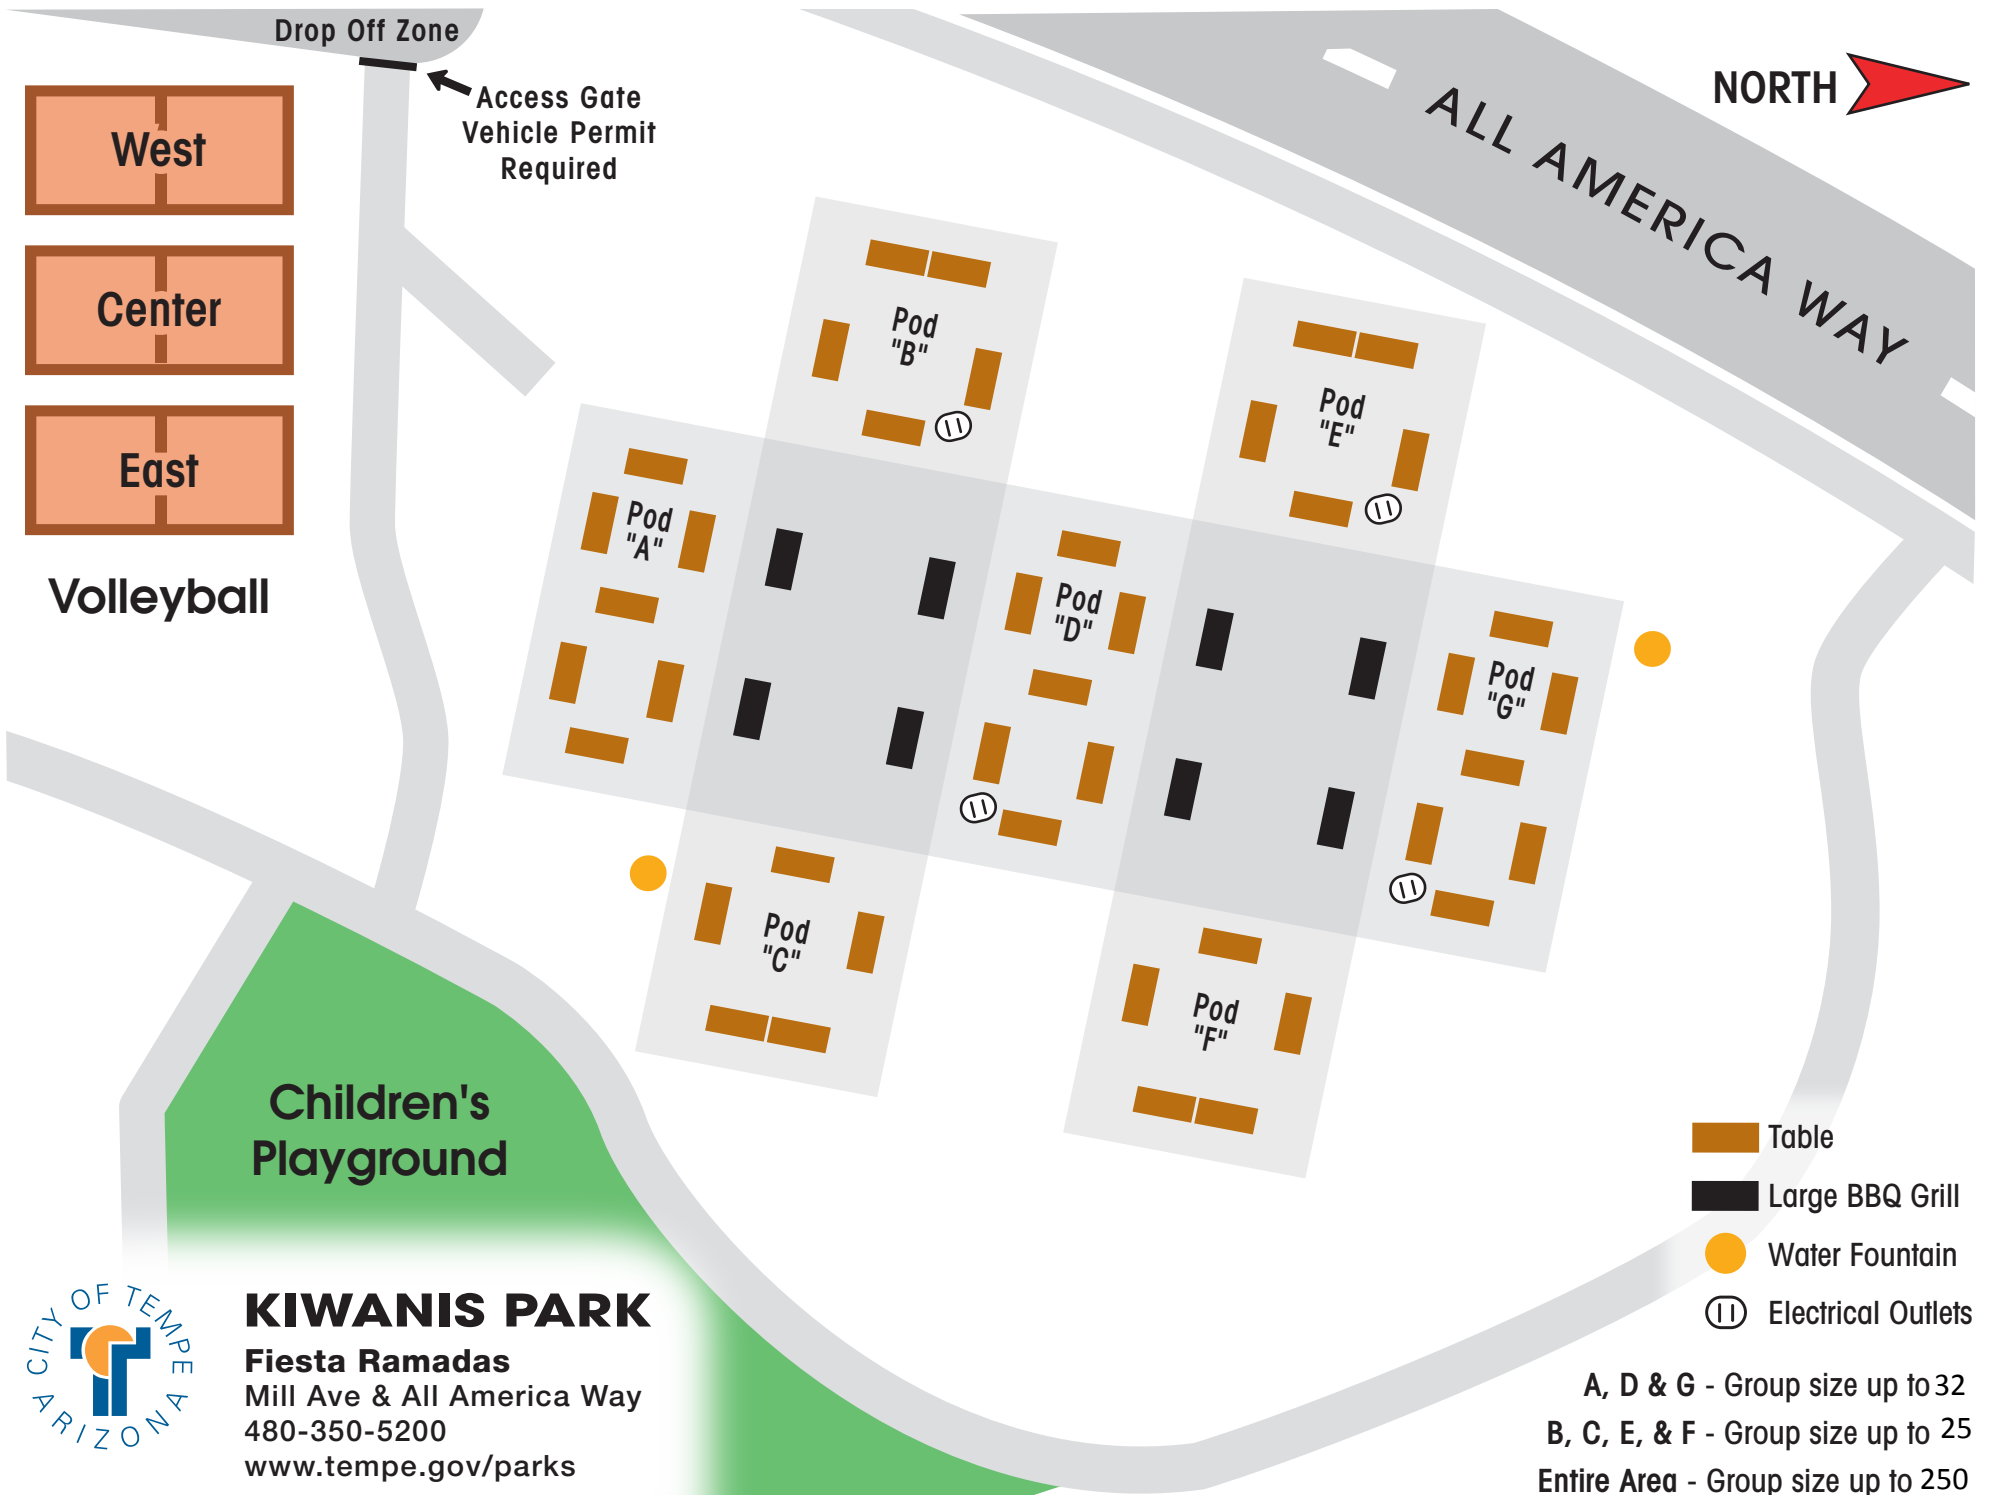 Drop Off Zone
Access Gate
Vehicle Permit
Required
NORTH
ALL AMERICA WAY
West
Center
East
Volleyball
Pod
"B"
Pod
"E"
Pod
"A"
Pod
"D"
Pod
"G"
Pod
"C"
Pod
"F"
Children's
Playground
Table
Large BBQ Grill
Water Fountain
Electrical Outlets
CITY OF TEMPE
ARIZONA
KIWANIS PARK
Fiesta Ramadas
Mill Ave & All America Way
480-350-5200
www.tempe.gov/parks
A, D & G - Group size up to 32
B, C, E, & F - Group size up to 25
Entire Area - Group size up to 250